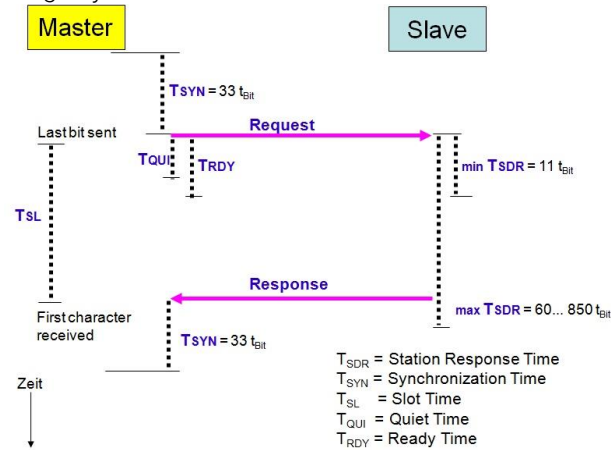 Master
Slave
TSYN = 33 tBit
Last bit sent
Request
TQUI
TRDY
min TSDR = 11 tBit
TSL
Response
First character
received
max TSDR = 60... 850 tBit
TSYN = 33 tBit
Zeit
TSDR = Station Response Time
TSYN = Synchronization Time
TSL = Slot Time
TQUI = Quiet Time
TRDY = Ready Time